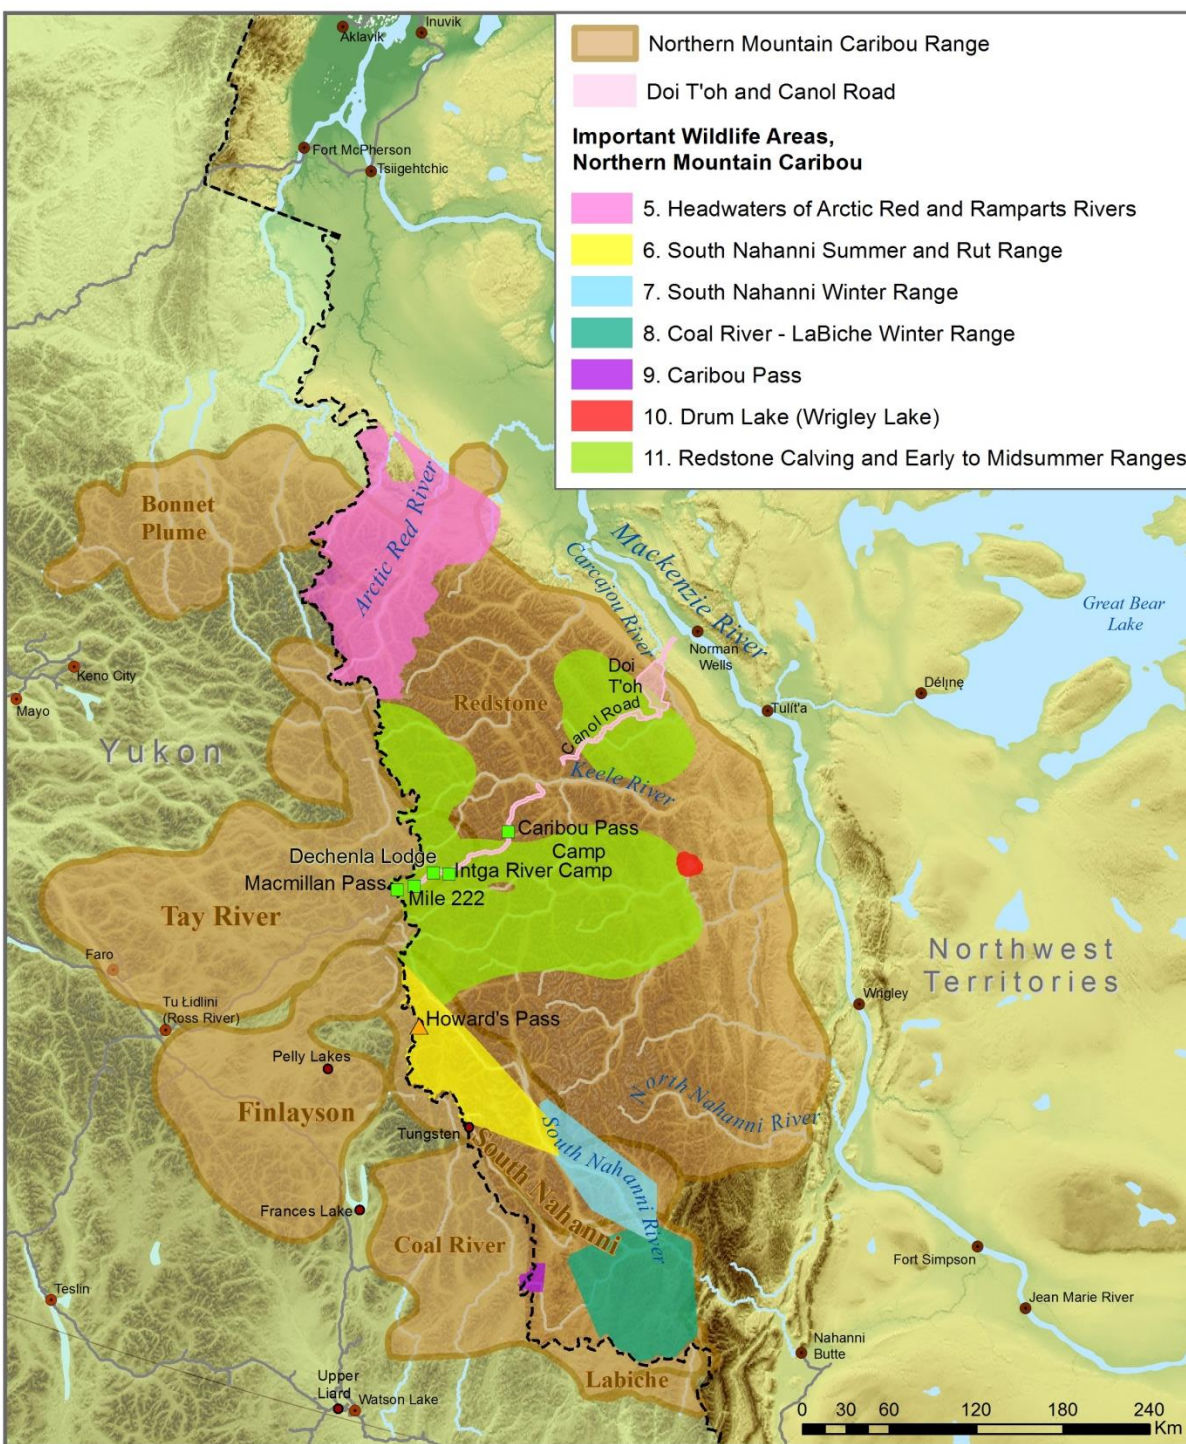 Northern Mountain Caribou Range
Doi T'oh and Canol Road
Important Wildlife Areas,
Northern Mountain Caribou
5. Headwaters of Arctic Red and Ramparts Rivers
6. South Nahanni Summer and Rut Range
7. South Nahanni Winter Range
8. Coal River - LaBiche Winter Range
9. Caribou Pass
10. Drum Lake (Wrigley Lake)
11. Redstone Calving and Early to Midsummer Ranges
Inuvik
Aklavik
Fort McPherson
Tsiigehtchic
Bonnet
Plume
Arctic Red River
Mackenzie River
Carcajou River
Great Bear
Lake
Norman
Wells
Keno City
Doi
T'oh
Délįnę
Mayo
Redstone
Tulít'a
Canol Road
Yukon
Keele River
Caribou Pass
Camp
Dechenla Lodge
Intga River Camp
Macmillan Pass
Mile 222
Tay River
Faro
Northwest
Territories
Tu Łidlini
(Ross River)
Wrigley
Howard's Pass
Pelly Lakes
Finlayson
North Nahanni River
Tungsten
South Nahanni
South Nahanni River
Frances Lake
Coal River
Fort Simpson
Teslin
Jean Marie River
Nahanni
Butte
Labiche
Upper
Liard
Watson Lake
0 30 60 120 180 240
Km